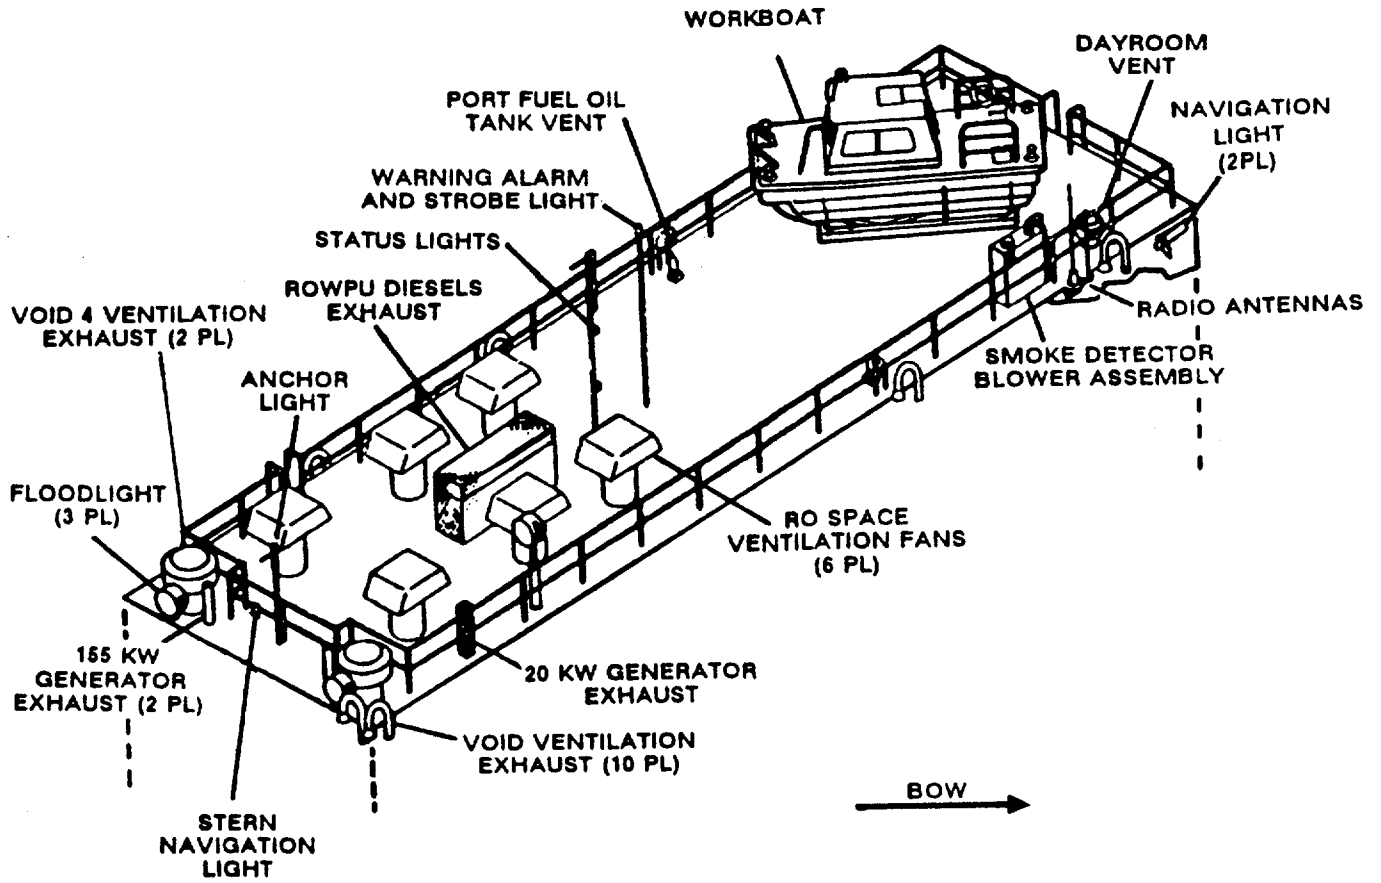 WORKBOAT
DAYROOM
VENT
PORT FUEL OIL
TANK VENT
NAVIGATION
LIGHT
(2PL)
WARNING ALARM
AND STROBE LIGHT
STATUS LIGHTS
ROWPU DIESELS
EXHAUST
VOID 4 VENTILATION
EXHAUST (2 PL)
RADIO ANTENNAS
SMOKE DETECTOR
BLOWER ASSEMBLY
ANCHOR
LIGHT
FLOODLIGHT
(3 PL)
RO SPACE
VENTILATION FANS
(6 PL)
155 KW
GENERATOR
EXHAUST (2 PL)
20 KW GENERATOR
EXHAUST
VOID VENTILATION
EXHAUST (10 PL)
BOW
STERN
NAVIGATION
LIGHT